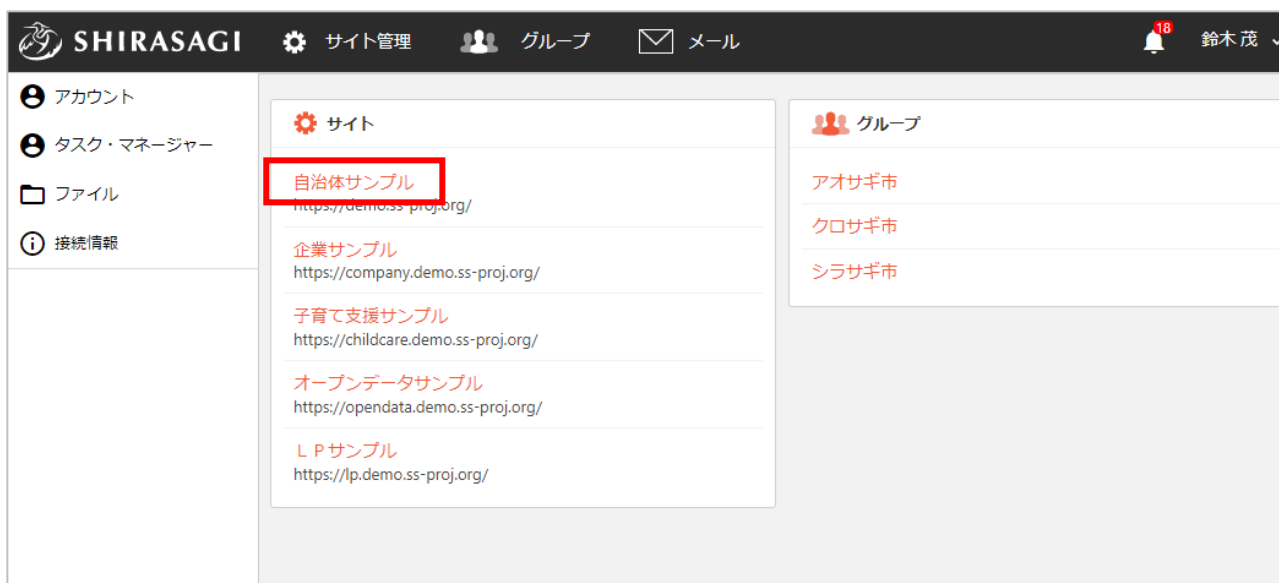 SHIRASAGI サイト管理 グループ メール 18 鈴木 茂
アカウント
タスク・マネージャー
ファイル
接続情報
サイト
自治体サンプル
https://demo.ss-proj.org/
企業サンプル
https://company.demo.ss-proj.org/
子育て支援サンプル
https://childcare.demo.ss-proj.org/
オープンデータサンプル
https://opendata.demo.ss-proj.org/
ＬＰサンプル
https://lp.demo.ss-proj.org/
グループ
アオサギ市
クロサギ市
シラサギ市